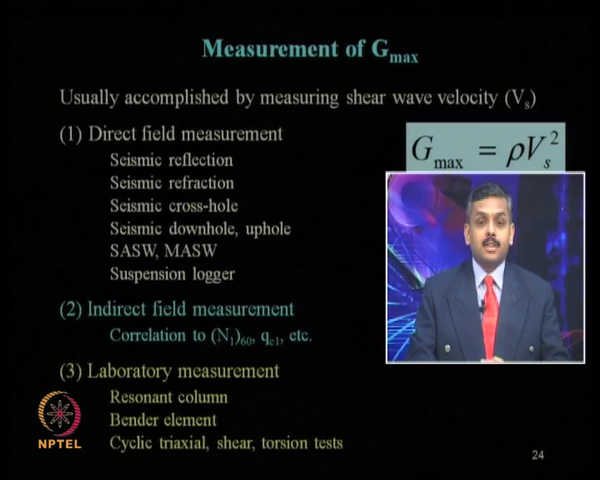 Measurement of Gmax
Usually accomplished by measuring shear wave velocity (Vs)
(1) Direct field measurement
Gmax = ρVs²
Seismic reflection
Seismic refraction
Seismic cross-hole
Seismic downhole, uphole
SASW, MASW
Suspension logger
(2) Indirect field measurement
Correlation to (N1)60, qc1, etc.
(3) Laboratory measurement
Resonant column
Bender element
Cyclic triaxial, shear, torsion tests
NPTEL
24